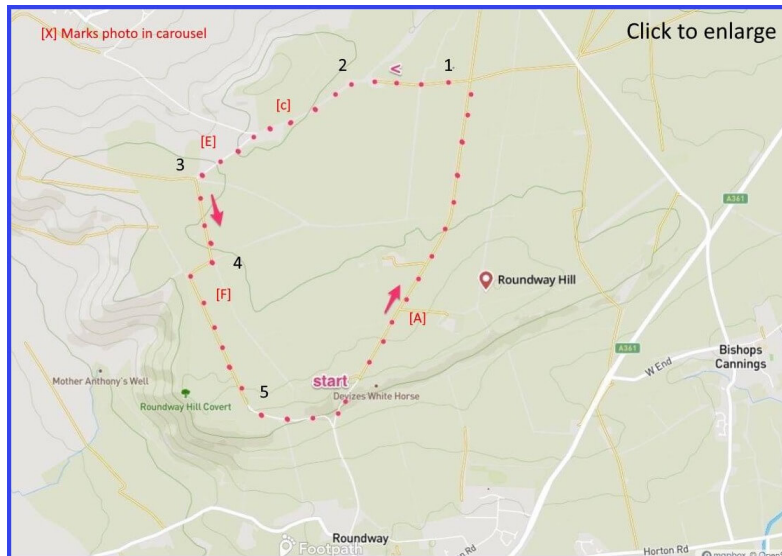 [X] Marks photo in carousel
Click to enlarge
2
<
1
[c]
[E]
3
A361
4
Roundway Hill
[F]
[A]
A361
Bishops
Cannings
W End
start
Mother Anthony's Well
Devizes White Horse
5
Roundway Hill Covert
Roundway
Footpath
Horton Rd